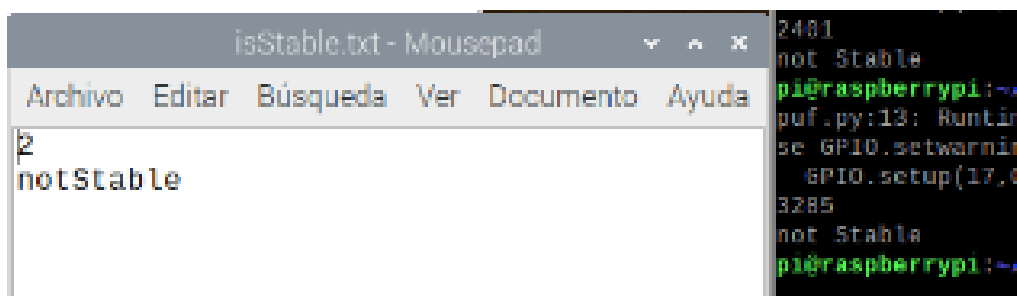 isStable.txt - Mousepad
Archivo Editar Búsqueda Ver Documento Ayuda
2
notStable
2481
not Stable
pi@raspberrypi:~
puf.py:13: Runtim
se GPIO.setwarnin
GPIO.setup(17,
3285
not Stable
pi@raspberrypi:~